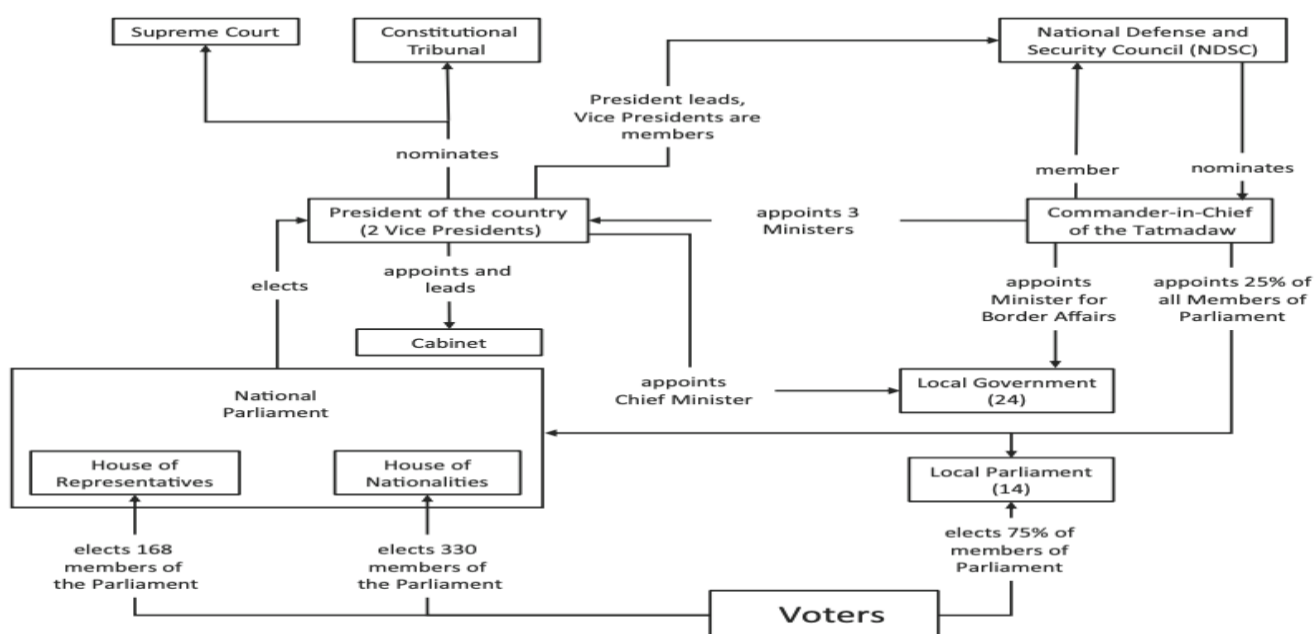 Supreme Court
Constitutional
Tribunal
National Defense and
Security Council (NDSC)
President leads,
Vice Presidents are
members
nominates
member
nominates
President of the country
(2 Vice Presidents)
appoints 3
Ministers
Commander-in-Chief
of the Tatmadaw
elects
appoints and
leads
appoints
Minister for
Border Affairs
appoints 25% of
all Members of
Parliament
Cabinet
National
Parliament
appoints
Chief Minister
Local Government
(24)
House of
Representatives
House of
Nationalities
Local Parliament
(14)
elects 168
members of
the Parliament
elects 330
members of
the Parliament
elects 75% of
members of
Parliament
Voters